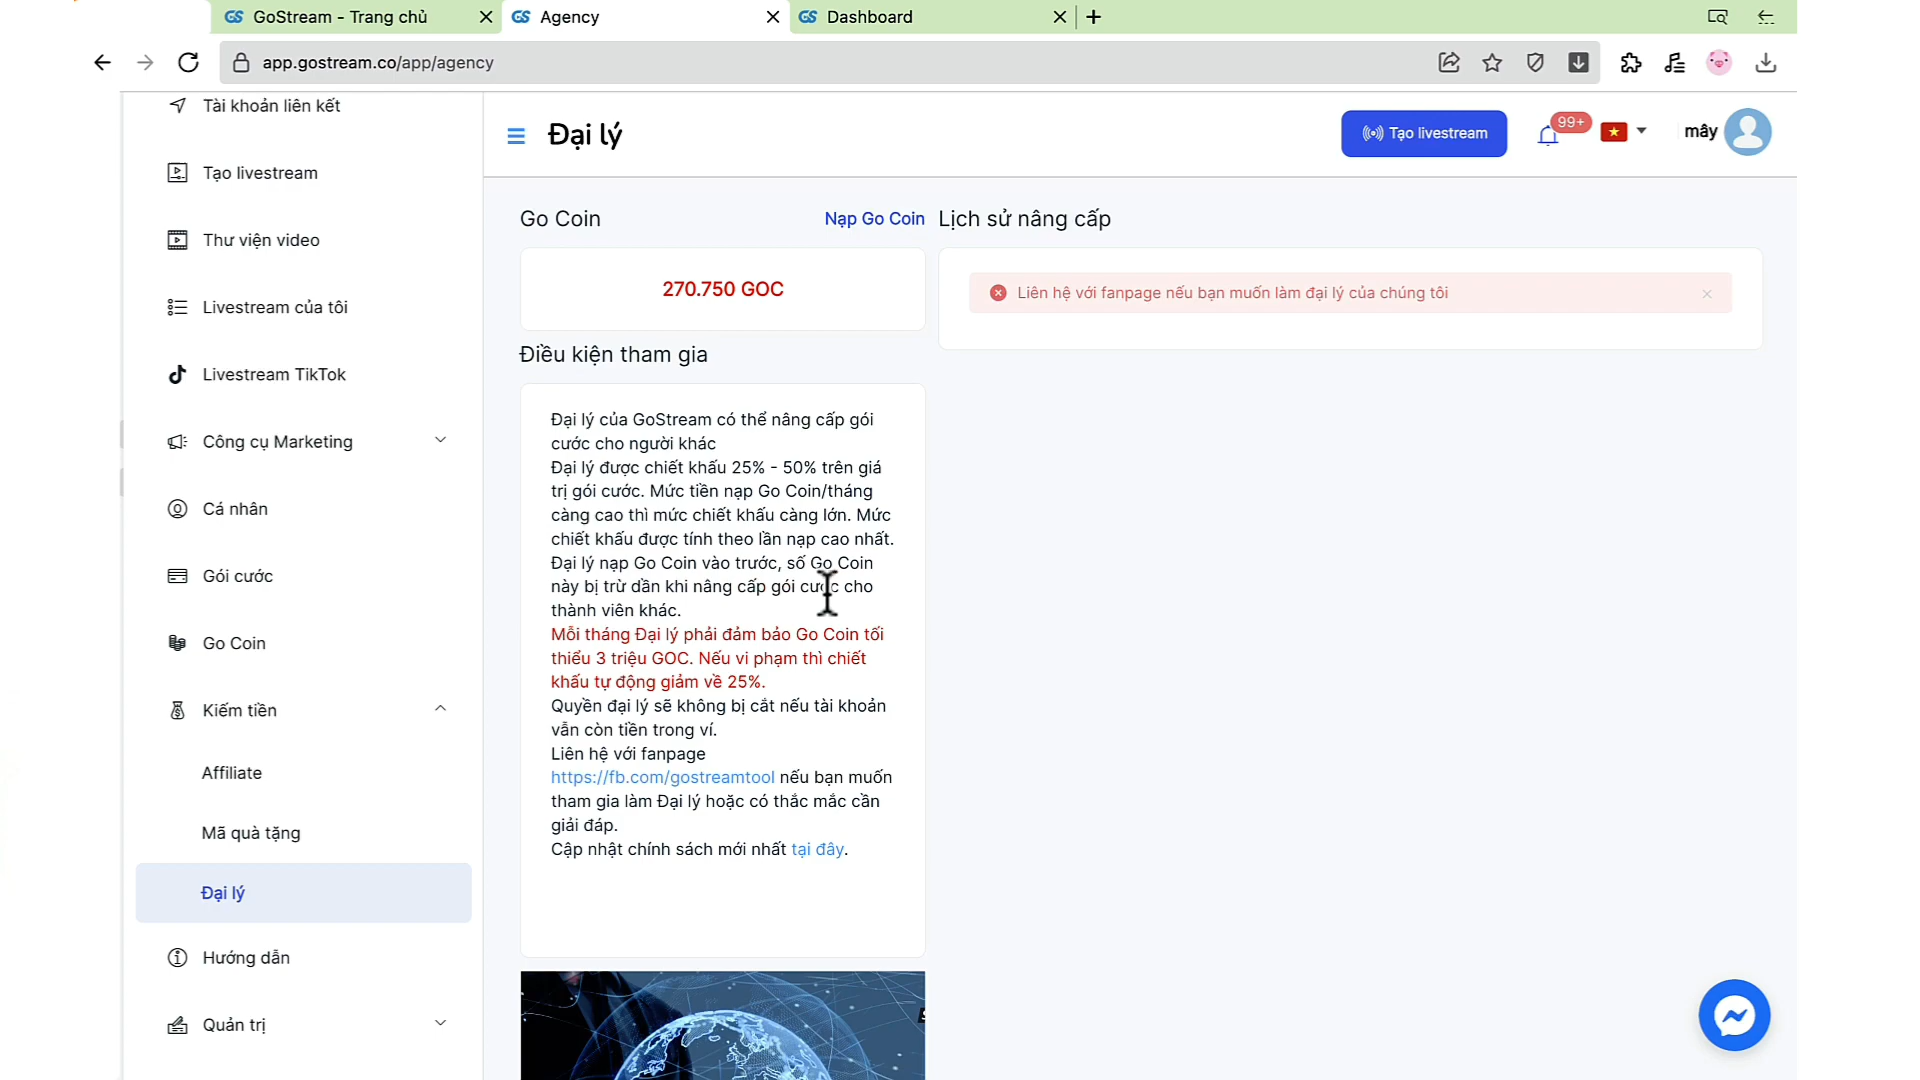 GoStream - Trang chủ
Agency
Dashboard
app.gostream.co/app/agency
Tài khoản liên kết
Tạo livestream
Thư viện video
Livestream của tôi
Livestream TikTok
Công cụ Marketing
Cá nhân
Gói cước
Go Coin
Kiếm tiền
Affiliate
Mã quà tặng
Đại lý
Hướng dẫn
Quản trị
Đại lý
Tạo livestream
99+
mây
Go Coin
Nạp Go Coin
270.750 GOC
Điều kiện tham gia
Đại lý của GoStream có thể nâng cấp gói
cước cho người khác
Đại lý được chiết khấu 25% - 50% trên giá
trị gói cước. Mức tiền nạp Go Coin/tháng
càng cao thì mức chiết khấu càng lớn. Mức
chiết khấu được tính theo lần nạp cao nhất.
Đại lý nạp Go Coin vào trước, số Go Coin
này bị trừ dần khi nâng cấp gói cước cho
thành viên khác.
Mỗi tháng Đại lý phải đảm bảo Go Coin tối
thiểu 3 triệu GOC. Nếu vi phạm thì chiết
khấu tự động giảm về 25%.
Quyền đại lý sẽ không bị cắt nếu tài khoản
vẫn còn tiền trong ví.
Liên hệ với fanpage
https://fb.com/gostreamtool nếu bạn muốn
tham gia làm Đại lý hoặc có thắc mắc cần
giải đáp.
Cập nhật chính sách mới nhất tại đây.
Lịch sử nâng cấp
Liên hệ với fanpage nếu bạn muốn làm đại lý của chúng tôi